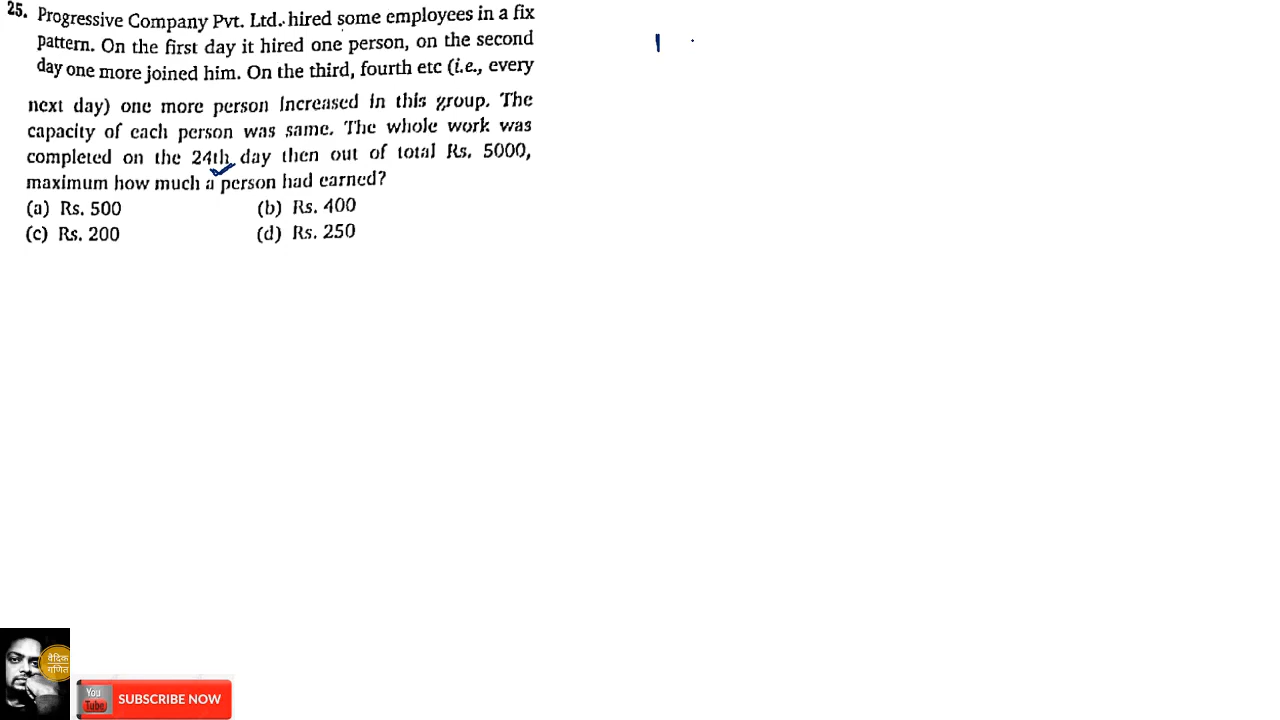 25. Progressive Company Pvt. Ltd. hired some employees in a fix
pattern. On the first day it hired one person, on the second
day one more joined him. On the third, fourth etc (i.e., every
next day) one more person increased in this group. The
capacity of each person was same. The whole work was
completed on the 24th day then out of total Rs. 5000,
maximum how much a person had earned?
(a) Rs. 500 (b) Rs. 400
(c) Rs. 200 (d) Rs. 250
1
वैदिक
गणित
You
Tube
SUBSCRIBE NOW